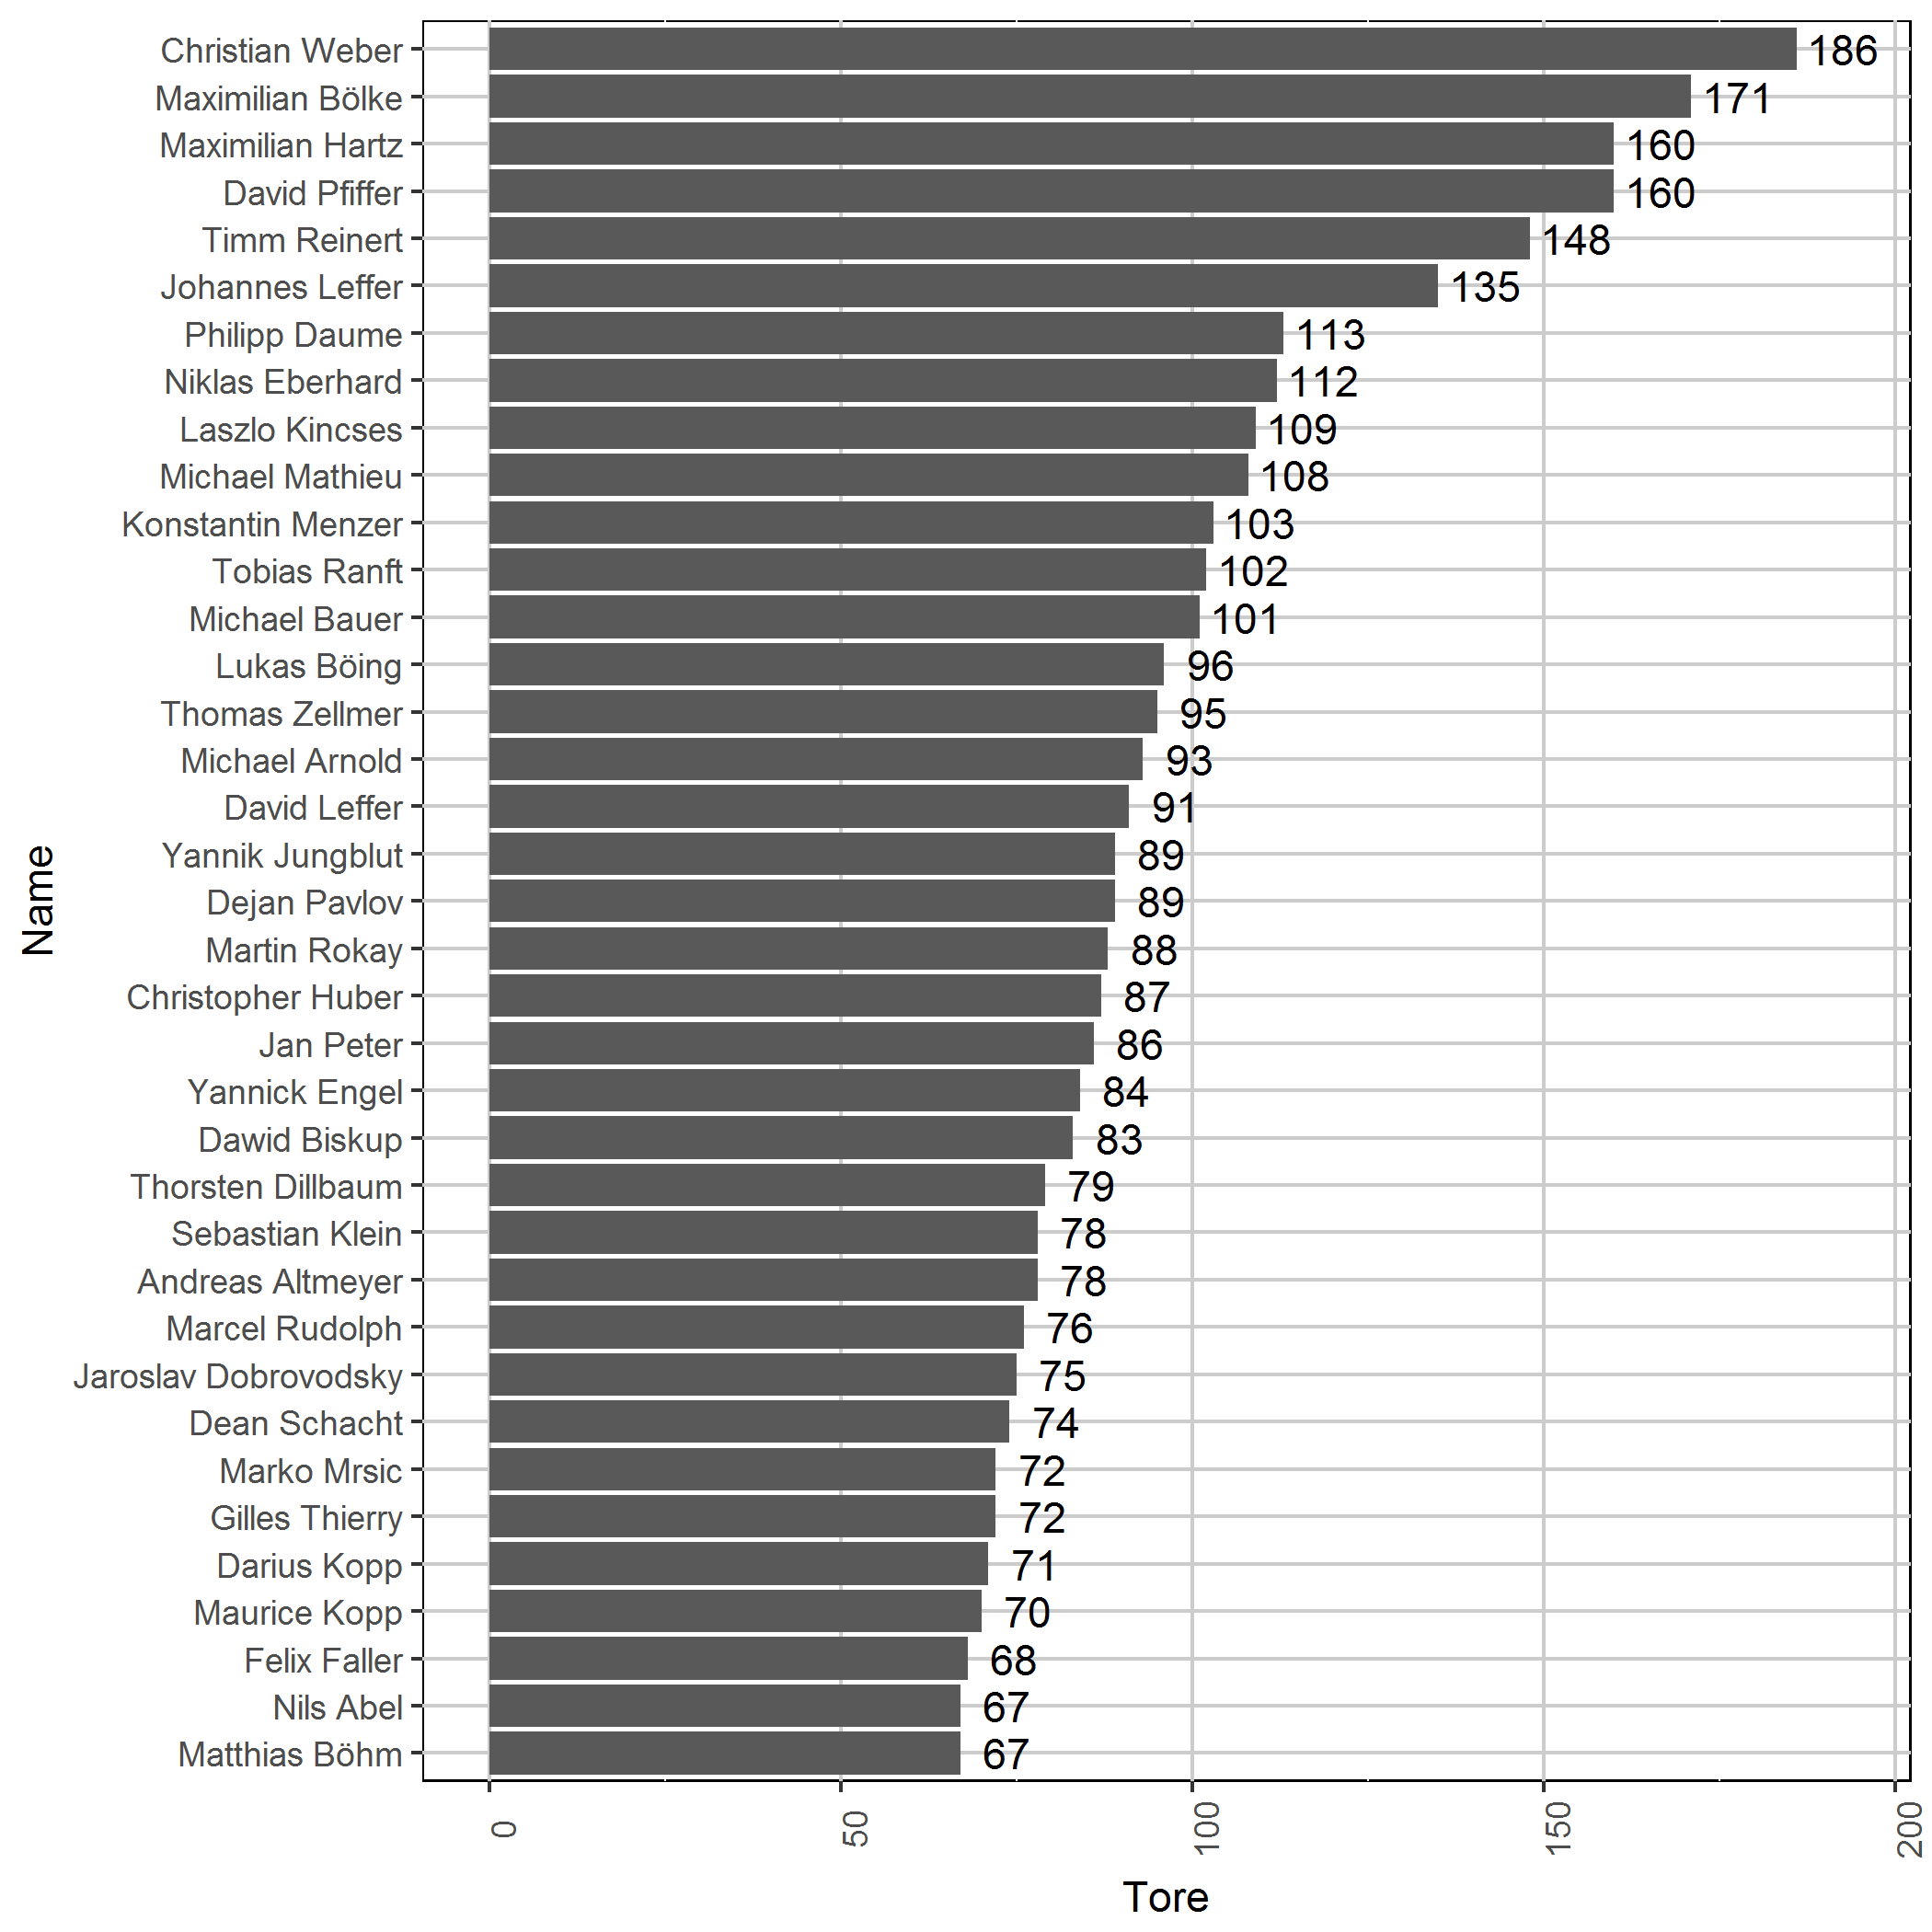 Christian Weber 186
Maximilian Bölke 171
Maximilian Hartz 160
David Pfiffer 160
Timm Reinert 148
Johannes Leffer 135
Philipp Daume 113
Niklas Eberhard 112
Laszlo Kincses 109
Michael Mathieu 108
Konstantin Menzer 103
Tobias Ranft 102
Michael Bauer 101
Lukas Böing 96
Thomas Zellmer 95
Michael Arnold 93
David Leffer 91
Yannik Jungblut 89
Dejan Pavlov 89
Martin Rokay 88
Christopher Huber 87
Jan Peter 86
Yannick Engel 84
Dawid Biskup 83
Thorsten Dillbaum 79
Sebastian Klein 78
Andreas Altmeyer 78
Marcel Rudolph 76
Jaroslav Dobrovodsky 75
Dean Schacht 74
Marko Mrsic 72
Gilles Thierry 72
Darius Kopp 71
Maurice Kopp 70
Felix Faller 68
Nils Abel 67
Matthias Böhm 67
Name
0 50 100 150 200
Tore